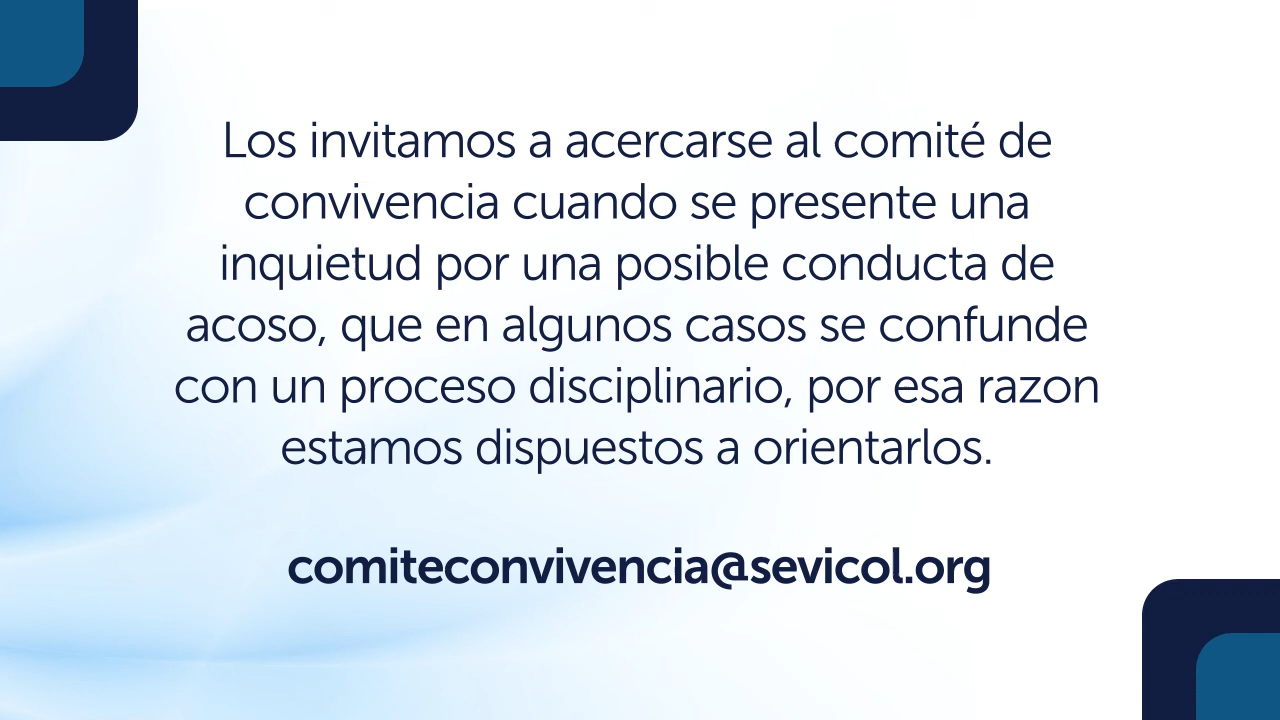 Los invitamos a acercarse al comité de
convivencia cuando se presente una
inquietud por una posible conducta de
acoso, que en algunos casos se confunde
con un proceso disciplinario, por esa razon
estamos dispuestos a orientarlos.
comiteconvivencia@sevicol.org